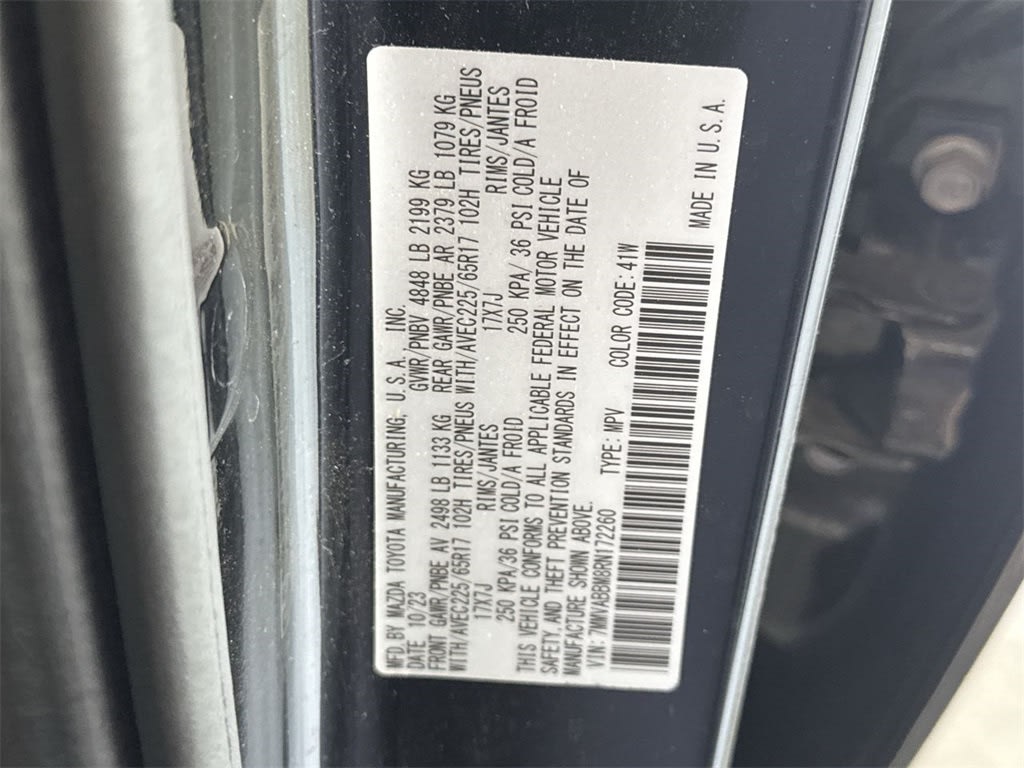 MFD. BY MAZDA TOYOTA MANUFACTURING, U. S. A. INC.
DATE 10/23 GVWR/PNBV 4848 LB 2199 KG
FRONT GAWR/PNBE AV 2498 LB 1133 KG REAR GAWR/PNBE AR 2379 LB 1079 KG
WITH/AVEC225/65R17 102H TIRES/PNEUS WITH/AVEC225/65R17 102H TIRES/PNEUS
17X7J RIMS/JANTES 17X7J RIMS/JANTES
250 KPA/36 PSI COLD/A FROID 250 KPA/ 36 PSI COLD/A FROID
THIS VEHICLE CONFORMS TO ALL APPLICABLE FEDERAL MOTOR VEHICLE
SAFETY AND THEFT PREVENTION STANDARDS IN EFFECT ON THE DATE OF
MANUFACTURE SHOWN ABOVE.
VIN: 7MMVABBM8RN172260 TYPE: MPV COLOR CODE: 41W
MADE IN U. S. A.